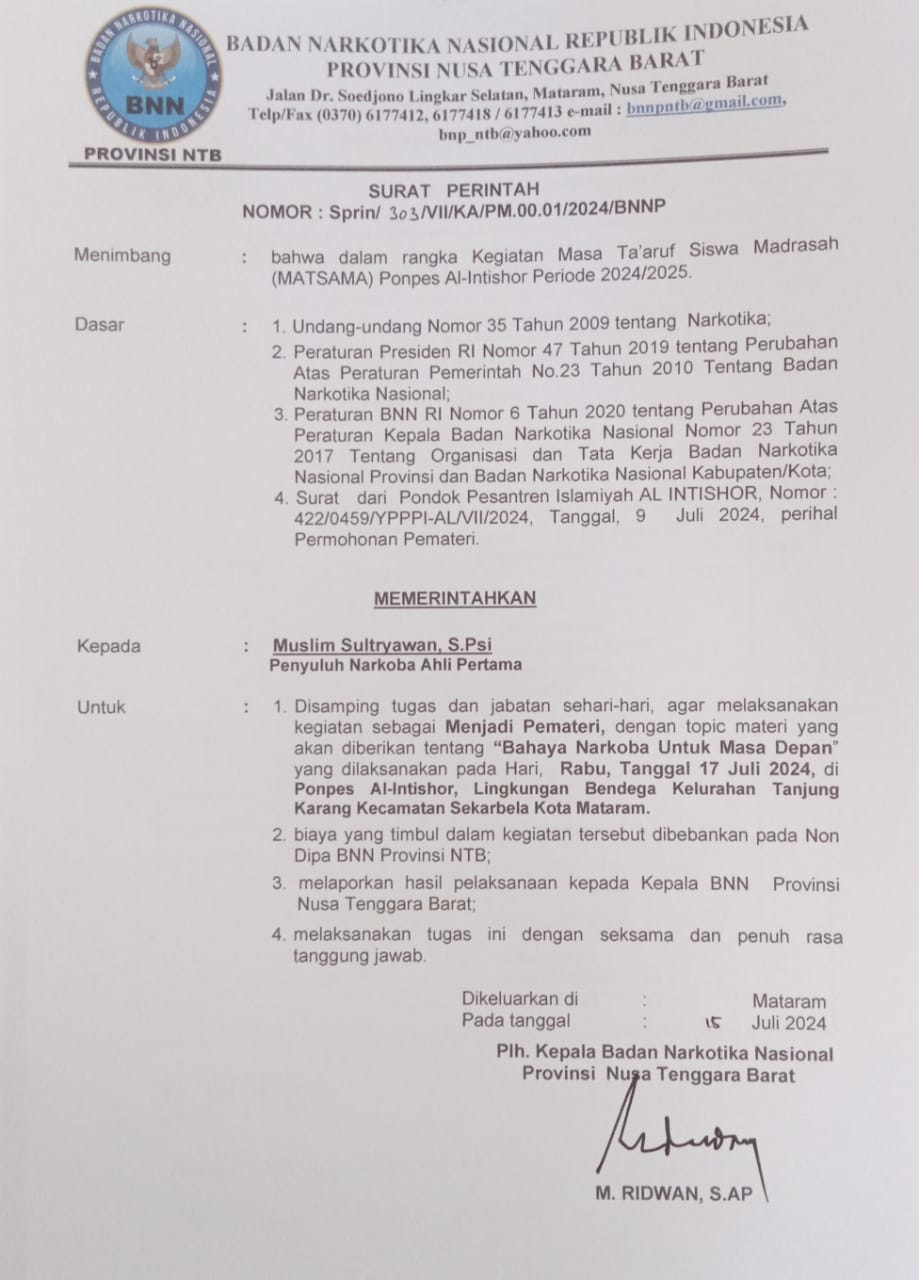 BADAN NARKOTIKA NASIONAL
REPUBLIK INDONESIA
BNN
PROVINSI NTB
BADAN NARKOTIKA NASIONAL REPUBLIK INDONESIA
PROVINSI NUSA TENGGARA BARAT
Jalan Dr. Soedjono Lingkar Selatan, Mataram, Nusa Tenggara Barat
Telp/Fax (0370) 6177412, 6177418 / 6177413 e-mail : bnnpntb@gmail.com,
bnp_ntb@yahoo.com
SURAT PERINTAH
NOMOR : Sprin/ 303/VII/KA/PM.00.01/2024/BNNP
Menimbang : bahwa dalam rangka Kegiatan Masa Ta’aruf Siswa Madrasah
(MATSAMA) Ponpes Al-Intishor Periode 2024/2025.
Dasar : 1. Undang-undang Nomor 35 Tahun 2009 tentang Narkotika;
2. Peraturan Presiden RI Nomor 47 Tahun 2019 tentang Perubahan
Atas Peraturan Pemerintah No.23 Tahun 2010 Tentang Badan
Narkotika Nasional;
3. Peraturan BNN RI Nomor 6 Tahun 2020 tentang Perubahan Atas
Peraturan Kepala Badan Narkotika Nasional Nomor 23 Tahun
2017 Tentang Organisasi dan Tata Kerja Badan Narkotika
Nasional Provinsi dan Badan Narkotika Nasional Kabupaten/Kota;
4. Surat dari Pondok Pesantren Islamiyah AL INTISHOR, Nomor :
422/0459/YPPPI-AL/VII/2024, Tanggal, 9 Juli 2024, perihal
Permohonan Pemateri.
MEMERINTAHKAN
Kepada : Muslim Sultryawan, S.Psi
Penyuluh Narkoba Ahli Pertama
Untuk : 1. Disamping tugas dan jabatan sehari-hari, agar melaksanakan
kegiatan sebagai Menjadi Pemateri, dengan topic materi yang
akan diberikan tentang “Bahaya Narkoba Untuk Masa Depan”
yang dilaksanakan pada Hari, Rabu, Tanggal 17 Juli 2024, di
Ponpes Al-Intishor, Lingkungan Bendega Kelurahan Tanjung
Karang Kecamatan Sekarbela Kota Mataram.
2. biaya yang timbul dalam kegiatan tersebut dibebankan pada Non
Dipa BNN Provinsi NTB;
3. melaporkan hasil pelaksanaan kepada Kepala BNN Provinsi
Nusa Tenggara Barat;
4. melaksanakan tugas ini dengan seksama dan penuh rasa
tanggung jawab.
Dikeluarkan di : Mataram
Pada tanggal : 15 Juli 2024
Plh. Kepala Badan Narkotika Nasional
Provinsi Nusa Tenggara Barat
M. RIDWAN, S.AP